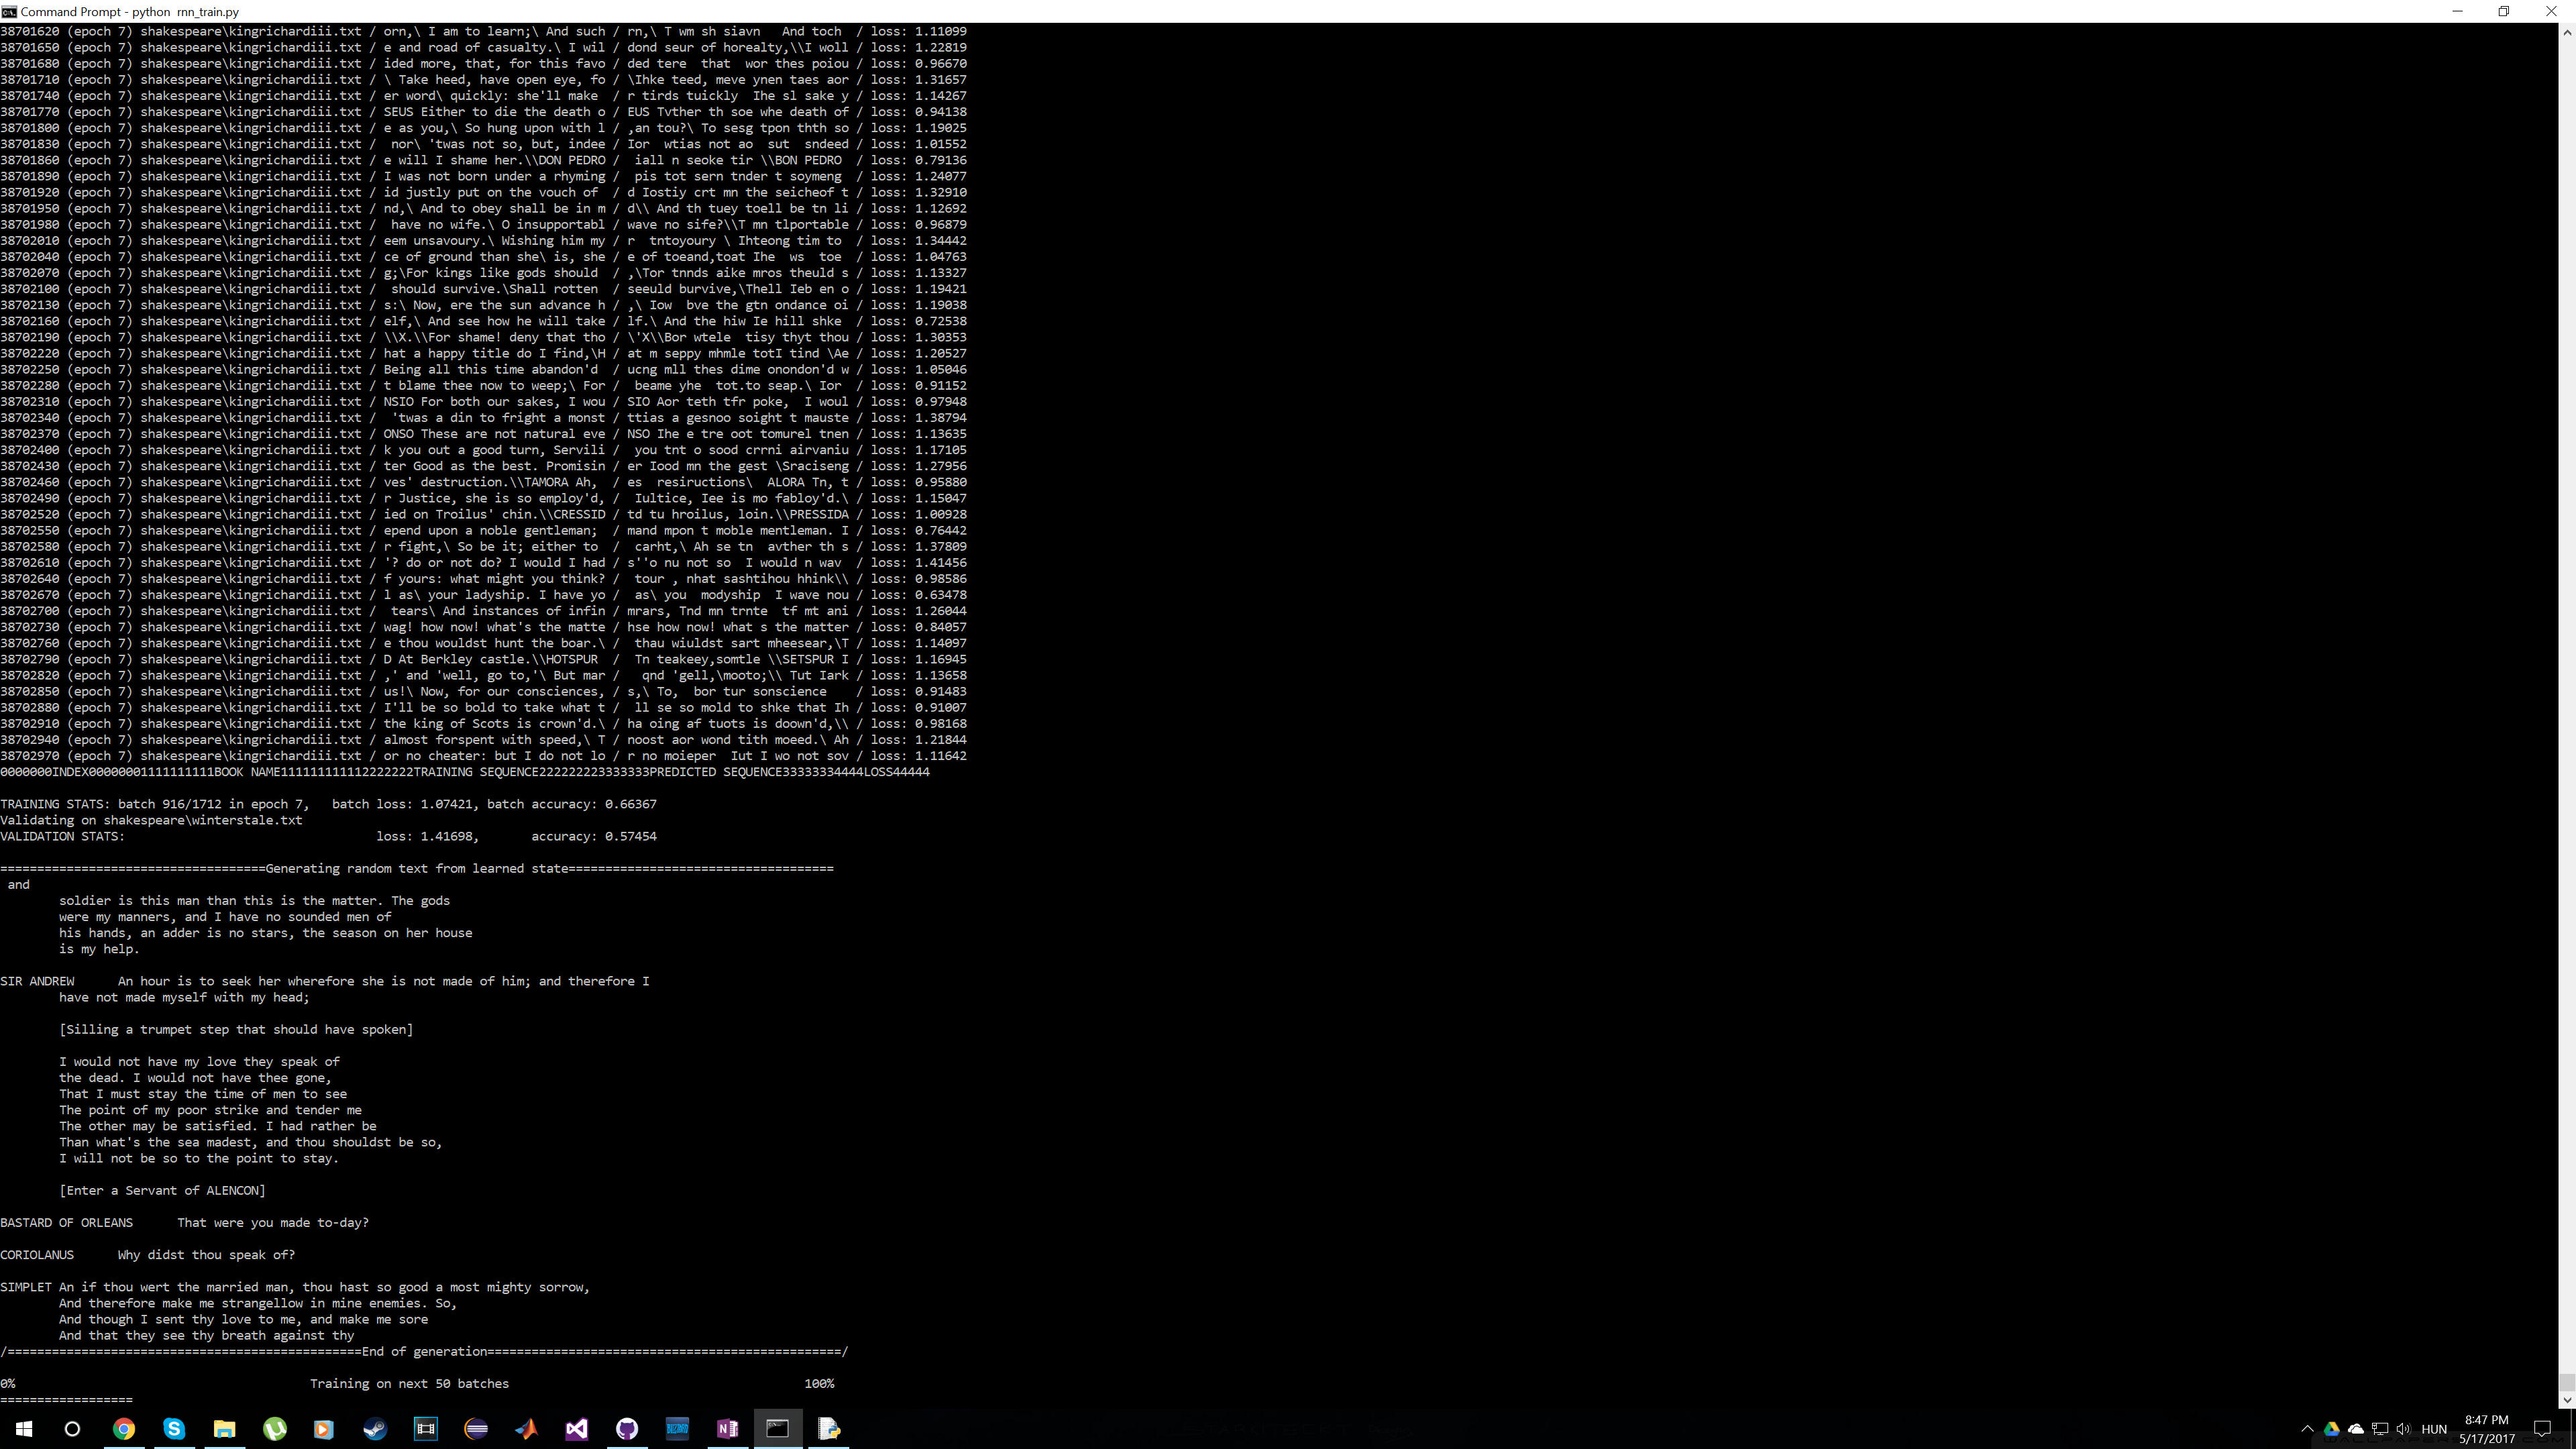 Command Prompt - python  rnn_train.py
38701620 (epoch 7) shakespeare\kingrichardiii.txt / orn,\ I am to learn;\ And such / rn,\ T wm sh siavn   And toch  / loss: 1.11099
38701650 (epoch 7) shakespeare\kingrichardiii.txt / e and road of casualty.\ I wil / dond seur of horealty,\\I woll / loss: 1.22819
38701680 (epoch 7) shakespeare\kingrichardiii.txt / ided more, that, for this favo / ded tere  that  wor thes poiou / loss: 0.96670
38701710 (epoch 7) shakespeare\kingrichardiii.txt / \ Take heed, have open eye, fo / \Ihke teed, meve ynen taes aor / loss: 1.31657
38701740 (epoch 7) shakespeare\kingrichardiii.txt / er word\ quickly: she'll make  / r tirds tuickly  Ihe sl sake y / loss: 1.14267
38701770 (epoch 7) shakespeare\kingrichardiii.txt / SEUS Either to die the death o / EUS Tvther th soe whe death of / loss: 0.94138
38701800 (epoch 7) shakespeare\kingrichardiii.txt / e as you,\ So hung upon with l / ,an tou?\ To sesg tpon thth so / loss: 1.19025
38701830 (epoch 7) shakespeare\kingrichardiii.txt /  nor\ 'twas not so, but, indee / Ior  wtias not ao  sut  sndeed / loss: 1.01552
38701860 (epoch 7) shakespeare\kingrichardiii.txt / e will I shame her.\\DON PEDRO /  iall n seoke tir \\BON PEDRO  / loss: 0.79136
38701890 (epoch 7) shakespeare\kingrichardiii.txt / I was not born under a rhyming /  pis tot sern tnder t soymeng  / loss: 1.24077
38701920 (epoch 7) shakespeare\kingrichardiii.txt / id justly put on the vouch of  / d Iostiy crt mn the seicheof t / loss: 1.32910
38701950 (epoch 7) shakespeare\kingrichardiii.txt / nd,\ And to obey shall be in m / d\\ And th tuey toell be tn li / loss: 1.12692
38701980 (epoch 7) shakespeare\kingrichardiii.txt /  have no wife.\ O insupportabl / wave no sife?\\T mn tlportable / loss: 0.96879
38702010 (epoch 7) shakespeare\kingrichardiii.txt / eem unsavoury.\ Wishing him my / r  tntoyoury \ Ihteong tim to  / loss: 1.34442
38702040 (epoch 7) shakespeare\kingrichardiii.txt / ce of ground than she\ is, she / e of toeand,toat Ihe  ws  toe  / loss: 1.04763
38702070 (epoch 7) shakespeare\kingrichardiii.txt / g;\For kings like gods should  / ,\Tor tnnds aike mros theuld s / loss: 1.13327
38702100 (epoch 7) shakespeare\kingrichardiii.txt /  should survive.\Shall rotten  / seeuld burvive,\Thell Ieb en o / loss: 1.19421
38702130 (epoch 7) shakespeare\kingrichardiii.txt / s:\ Now, ere the sun advance h / ,\ Iow  bve the gtn ondance oi / loss: 1.19038
38702160 (epoch 7) shakespeare\kingrichardiii.txt / elf,\ And see how he will take / lf.\ And the hiw Ie hill shke  / loss: 0.72538
38702190 (epoch 7) shakespeare\kingrichardiii.txt / \\X.\\For shame! deny that tho / \'X\\Bor wtele  tisy thyt thou / loss: 1.30353
38702220 (epoch 7) shakespeare\kingrichardiii.txt / hat a happy title do I find,\H / at m seppy mhmle totI tind \Ae / loss: 1.20527
38702250 (epoch 7) shakespeare\kingrichardiii.txt / Being all this time abandon'd  / ucng mll thes dime onondon'd w / loss: 1.05046
38702280 (epoch 7) shakespeare\kingrichardiii.txt / t blame thee now to weep;\ For /  beame yhe  tot.to seap.\ Ior  / loss: 0.91152
38702310 (epoch 7) shakespeare\kingrichardiii.txt / NSIO For both our sakes, I wou / SIO Aor teth tfr poke,  I woul / loss: 0.97948
38702340 (epoch 7) shakespeare\kingrichardiii.txt /  'twas a din to fright a monst / ttias a gesnoo soight t mauste / loss: 1.38794
38702370 (epoch 7) shakespeare\kingrichardiii.txt / ONSO These are not natural eve / NSO Ihe e tre oot tomurel tnen / loss: 1.13635
38702400 (epoch 7) shakespeare\kingrichardiii.txt / k you out a good turn, Servili /  you tnt o sood crrni airvaniu / loss: 1.17105
38702430 (epoch 7) shakespeare\kingrichardiii.txt / ter Good as the best. Promisin / er Iood mn the gest \Sraciseng / loss: 1.27956
38702460 (epoch 7) shakespeare\kingrichardiii.txt / ves' destruction.\\TAMORA Ah,  / es  resiructions\  ALORA Tn, t / loss: 0.95880
38702490 (epoch 7) shakespeare\kingrichardiii.txt / r Justice, she is so employ'd, /  Iultice, Iee is mo fabloy'd.\ / loss: 1.15047
38702520 (epoch 7) shakespeare\kingrichardiii.txt / ied on Troilus' chin.\\CRESSID / td tu hroilus, loin.\\PRESSIDA / loss: 1.00928
38702550 (epoch 7) shakespeare\kingrichardiii.txt / epend upon a noble gentleman;  / mand mpon t moble mentleman. I / loss: 0.76442
38702580 (epoch 7) shakespeare\kingrichardiii.txt / r fight,\ So be it; either to  /  carht,\ Ah se tn  avther th s / loss: 1.37809
38702610 (epoch 7) shakespeare\kingrichardiii.txt / '? do or not do? I would I had / s''o nu not so  I would n wav  / loss: 1.41456
38702640 (epoch 7) shakespeare\kingrichardiii.txt / f yours: what might you think? /  tour , nhat sashtihou hhink\\ / loss: 0.98586
38702670 (epoch 7) shakespeare\kingrichardiii.txt / l as\ your ladyship. I have yo /  as\ you  modyship  I wave nou / loss: 0.63478
38702700 (epoch 7) shakespeare\kingrichardiii.txt /  tears\ And instances of infin / mrars, Tnd mn trnte  tf mt ani / loss: 1.26044
38702730 (epoch 7) shakespeare\kingrichardiii.txt / wag! how now! what's the matte / hse how now! what s the matter / loss: 0.84057
38702760 (epoch 7) shakespeare\kingrichardiii.txt / e thou wouldst hunt the boar.\ /  thau wiuldst sart mheesear,\T / loss: 1.14097
38702790 (epoch 7) shakespeare\kingrichardiii.txt / D At Berkley castle.\\HOTSPUR  /  Tn teakeey,somtle \\SETSPUR I / loss: 1.16945
38702820 (epoch 7) shakespeare\kingrichardiii.txt / ,' and 'well, go to,'\ But mar /  qnd 'gell,\mooto;\\ Tut Iark / loss: 1.13658
38702850 (epoch 7) shakespeare\kingrichardiii.txt / us!\ Now, for our consciences, / s,\ To,  bor tur sonscience    / loss: 0.91483
38702880 (epoch 7) shakespeare\kingrichardiii.txt / I'll be so bold to take what t /  ll se so mold to shke that Ih / loss: 0.91007
38702910 (epoch 7) shakespeare\kingrichardiii.txt / the king of Scots is crown'd.\ / ha oing af tuots is doown'd,\\ / loss: 0.98168
38702940 (epoch 7) shakespeare\kingrichardiii.txt / almost forspent with speed,\ T / noost aor wond tith moeed.\ Ah / loss: 1.21844
38702970 (epoch 7) shakespeare\kingrichardiii.txt / or no cheater: but I do not lo / r no moieper  Iut I wo not sov / loss: 1.11642
0000000INDEX00000001111111111BOOK NAME1111111111112222222TRAINING SEQUENCE2222222233333333PREDICTED SEQUENCE33333334444LOSS44444
TRAINING STATS: batch 916/1712 in epoch 7,   batch loss: 1.07421, batch accuracy: 0.66367
Validating on shakespeare\winterstale.txt
VALIDATION STATS:                                  loss: 1.41698,       accuracy: 0.57454
====================================Generating random text from learned state====================================
 and
        soldier is this man than this is the matter. The gods
        were my manners, and I have no sounded men of
        his hands, an adder is no stars, the season on her house
        is my help.
SIR ANDREW      An hour is to seek her wherefore she is not made of him; and therefore I
        have not made myself with my head;
        [Silling a trumpet step that should have spoken]
        I would not have my love they speak of
        the dead. I would not have thee gone,
        That I must stay the time of men to see
        The point of my poor strike and tender me
        The other may be satisfied. I had rather be
        Than what's the sea madest, and thou shouldst be so,
        I will not be so to the point to stay.
        [Enter a Servant of ALENCON]
BASTARD OF ORLEANS      That were you made to-day?
CORIOLANUS      Why didst thou speak of?
SIMPLET An if thou wert the married man, thou hast so good a most mighty sorrow,
        And therefore make me strangellow in mine enemies. So,
        And though I sent thy love to me, and make me sore
        And that they see thy breath against thy
/================================================End of generation================================================/
0%                                        Training on next 50 batches                                        100%
==================
HUN
8:47 PM
5/17/2017